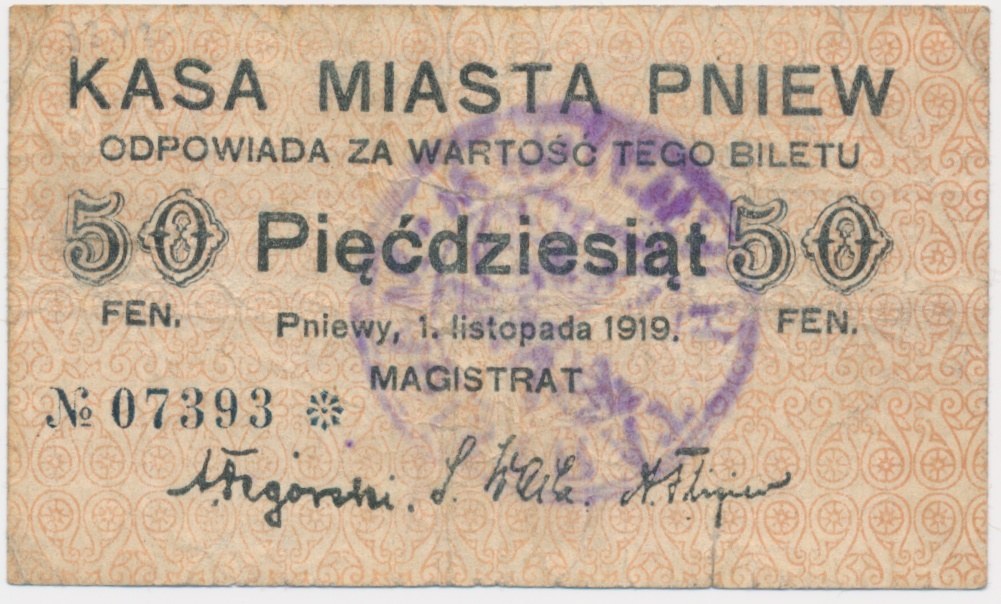 KASA MIASTA PNIEW
ODPOWIADA ZA WARTOŚĆ TEGO BILETU
50 Pięćdziesiąt 50
FEN. FEN.
Pniewy, 1. listopada 1919.
MAGISTRAT
№ 07393